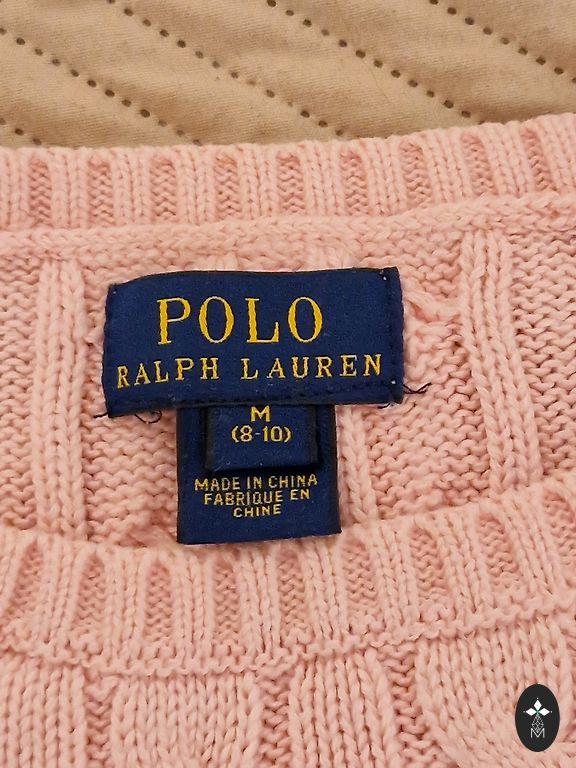 POLO
RALPH LAUREN
M
(8-10)
MADE IN CHINA
FABRIQUE EN
CHINE